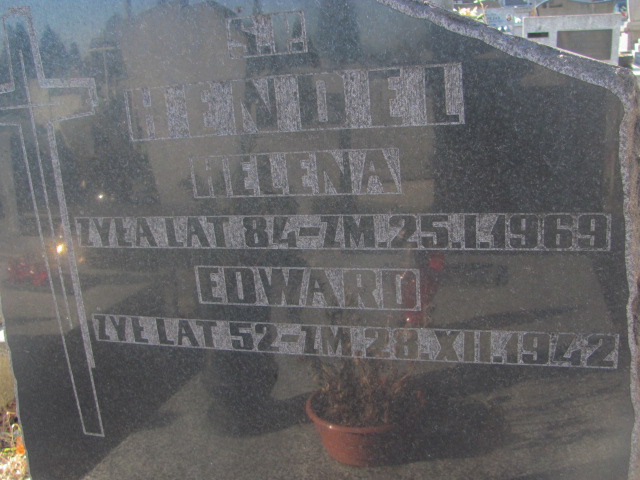 Ś.P.
HENDEL
HELENA
ŻYŁA LAT 84-ZM.25.I.1969
EDWARD
ŻYŁ LAT 52-ZM.28.XII.1942